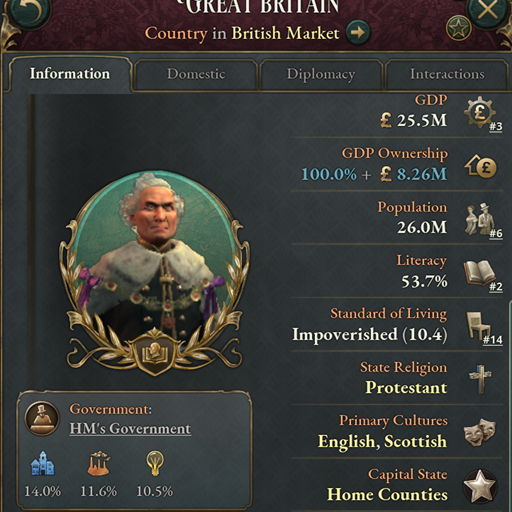 GREAT BRITAIN
Country in British Market
Information
Domestic
Diplomacy
Interactions
GDP
£ 25.5M
#3
GDP Ownership
100.0% + £ 8.26M
Population
26.0M
#6
Literacy
53.7%
#2
Standard of Living
Impoverished (10.4)
#14
State Religion
Protestant
Primary Cultures
English, Scottish
Capital State
Home Counties
Government:
HM's Government
14.0% 11.6% 10.5%